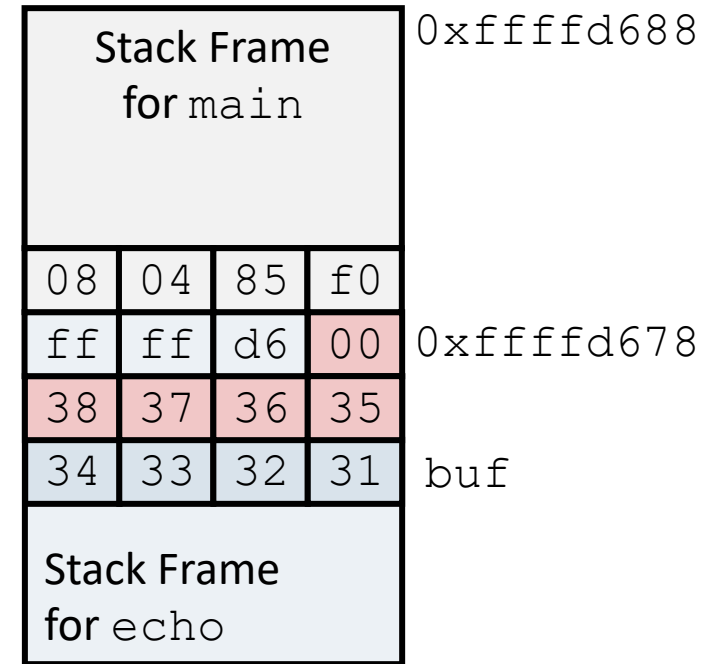 Stack Frame
for main
0xffffd688
08 04 85 f0
ff ff d6 00 0xffffd678
38 37 36 35
34 33 32 31 buf
Stack Frame
for echo